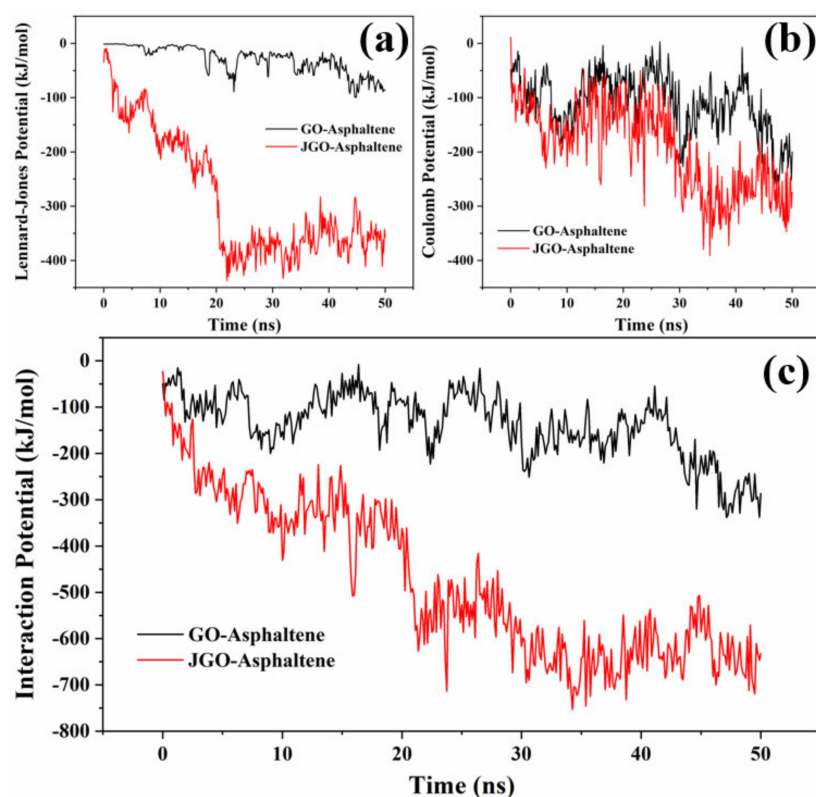 (a)
Lennard-Jones Potential (kJ/mol)
0
-100
-200
-300
-400
GO-Asphaltene
JGO-Asphaltene
0 10 20 30 40 50
Time (ns)
(b)
Coulomb Potential (kJ/mol)
0
-100
-200
-300
-400
GO-Asphaltene
JGO-Asphaltene
0 10 20 30 40 50
Time (ns)
(c)
Interaction Potential (kJ/mol)
0
-100
-200
-300
-400
-500
-600
-700
-800
GO-Asphaltene
JGO-Asphaltene
0 10 20 30 40 50
Time (ns)